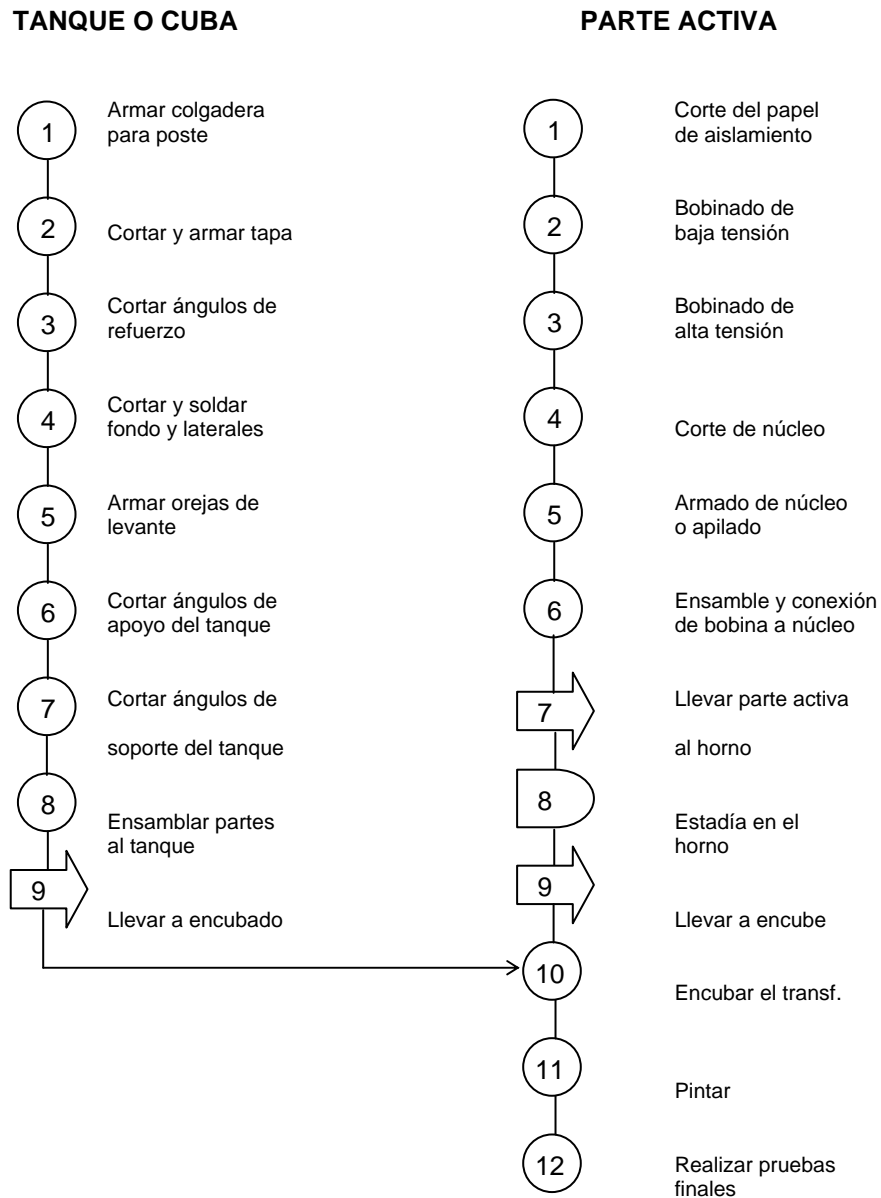 TANQUE O CUBA
1
Armar colgadera
para poste
2
Cortar y armar tapa
3
Cortar ángulos de
refuerzo
4
Cortar y soldar
fondo y laterales
5
Armar orejas de
levante
6
Cortar ángulos de
apoyo del tanque
7
Cortar ángulos de
soporte del tanque
8
Ensamblar partes
al tanque
9
Llevar a encubado
PARTE ACTIVA
1
Corte del papel
de aislamiento
2
Bobinado de
baja tensión
3
Bobinado de
alta tensión
4
Corte de núcleo
5
Armado de núcleo
o apilado
6
Ensamble y conexión
de bobina a núcleo
7
Llevar parte activa
al horno
8
Estadía en el
horno
9
Llevar a encube
10
Encubar el transf.
11
Pintar
12
Realizar pruebas
finales